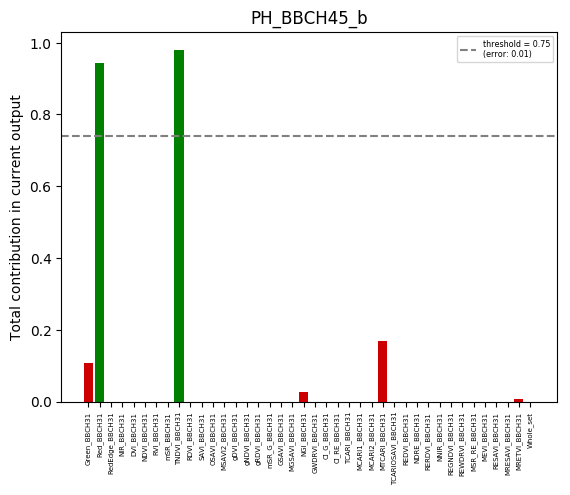 PH_BBCH45_b
threshold = 0.75
(error: 0.01)
Total contribution in current output
1.0
0.8
0.6
0.4
0.2
0.0
Green_BBCH31
Red_BBCH31
RedEdge_BBCH31
NIR_BBCH31
DVI_BBCH31
NDVI_BBCH31
RVI_BBCH31
mSR_BBCH31
TNDVI_BBCH31
RDVI_BBCH31
SAVI_BBCH31
OSAVI_BBCH31
MSAVI2_BBCH31
gDVI_BBCH31
gNDVI_BBCH31
gRDVI_BBCH31
mSR_G_BBCH31
GSAVI_BBCH31
MGSAVI_BBCH31
NGI_BBCH31
GWDRVI_BBCH31
CI_G_BBCH31
CI_RE_BBCH31
TCARI_BBCH31
MCARI1_BBCH31
MCARI2_BBCH31
MTCARI_BBCH31
TCARIOSAVI_BBCH31
REDVI_BBCH31
NDRE_BBCH31
RERDVI_BBCH31
NNIR_BBCH31
REGNDVI_BBCH31
REWDRVI_BBCH31
MSR_RE_BBCH31
MEVI_BBCH31
RESAVI_BBCH31
MRESAVI_BBCH31
MRETVI_BBCH31
Whole_set